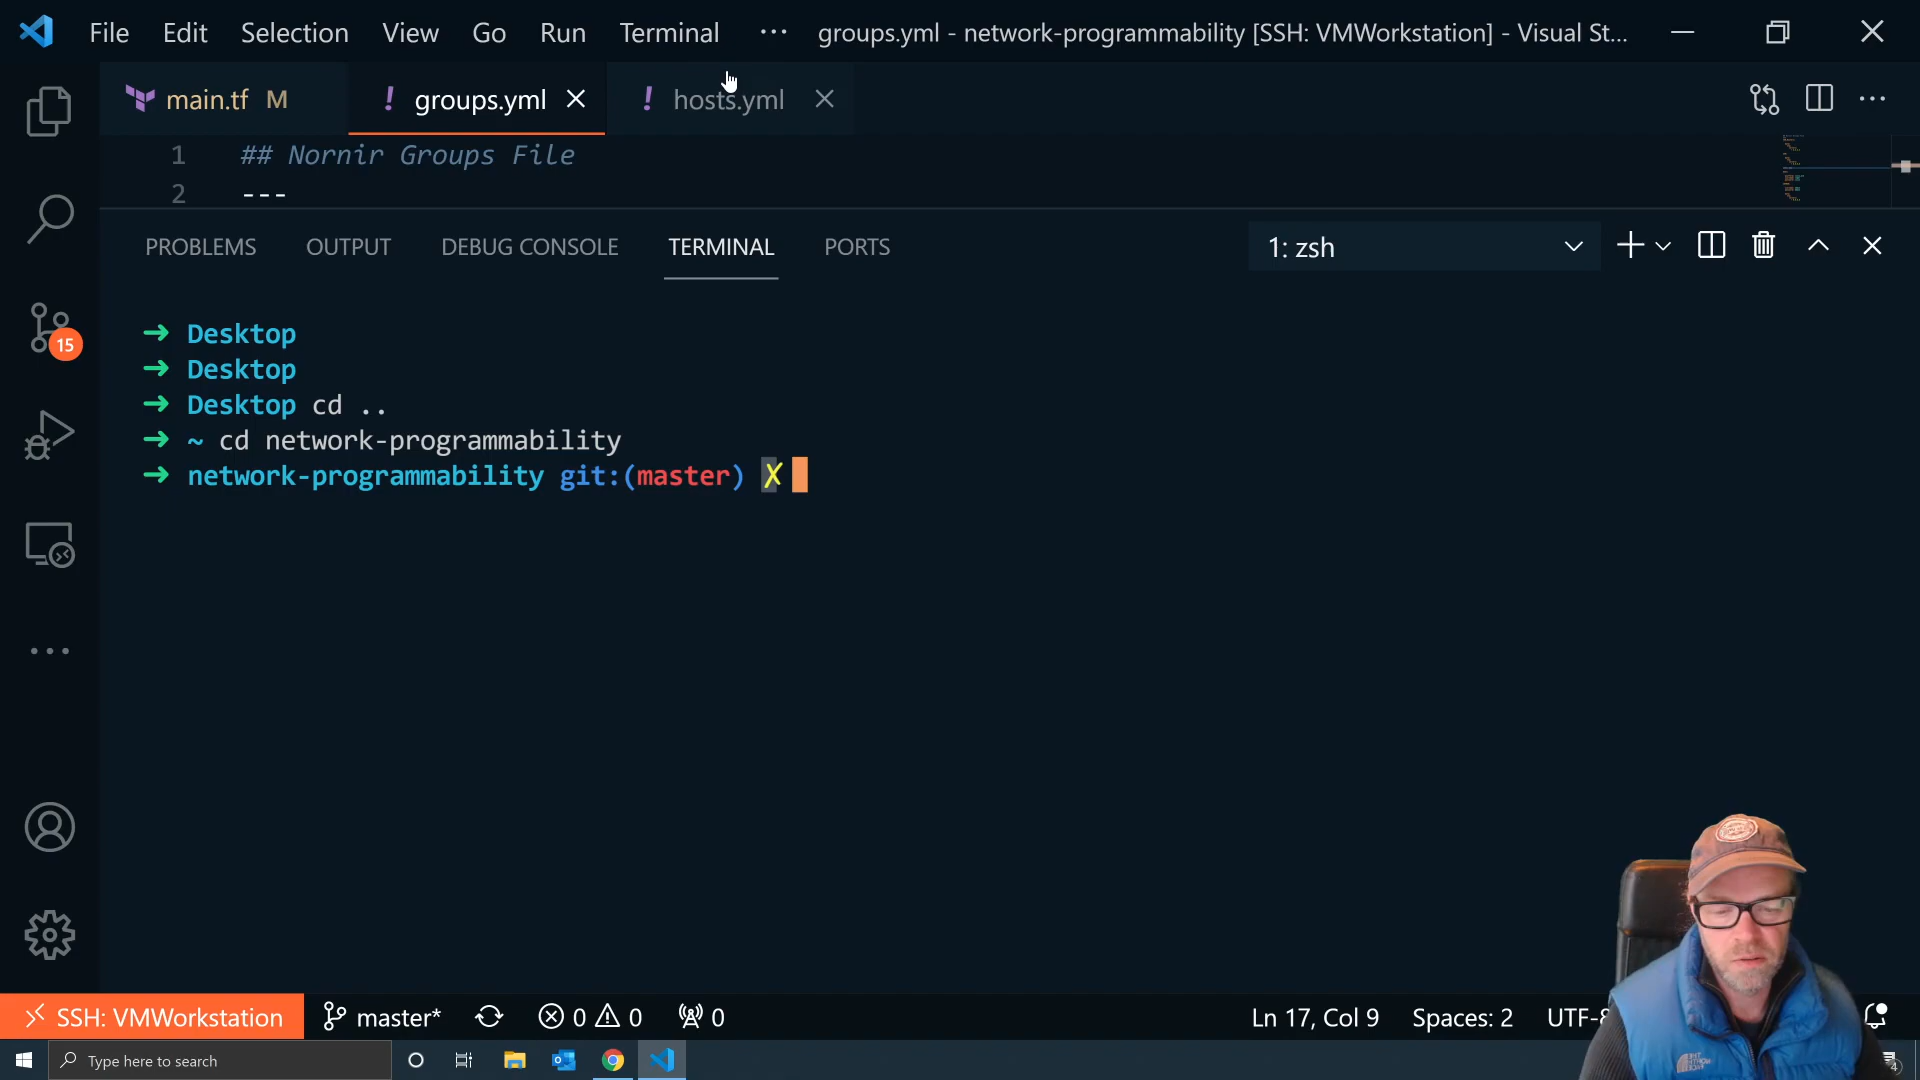 File Edit Selection View Go Run Terminal ··· groups.yml - network-programmability [SSH: VMWorkstation] - Visual St...
main.tf M ! groups.yml ! hosts.yml
1 ## Nornir Groups File
2 ---
PROBLEMS OUTPUT DEBUG CONSOLE TERMINAL PORTS 1: zsh
→ Desktop
→ Desktop
→ Desktop cd ..
→ ~ cd network-programmability
→ network-programmability git:(master) ✗
15
SSH: VMWorkstation master* 0 0 0 Ln 17, Col 9 Spaces: 2
Type here to search